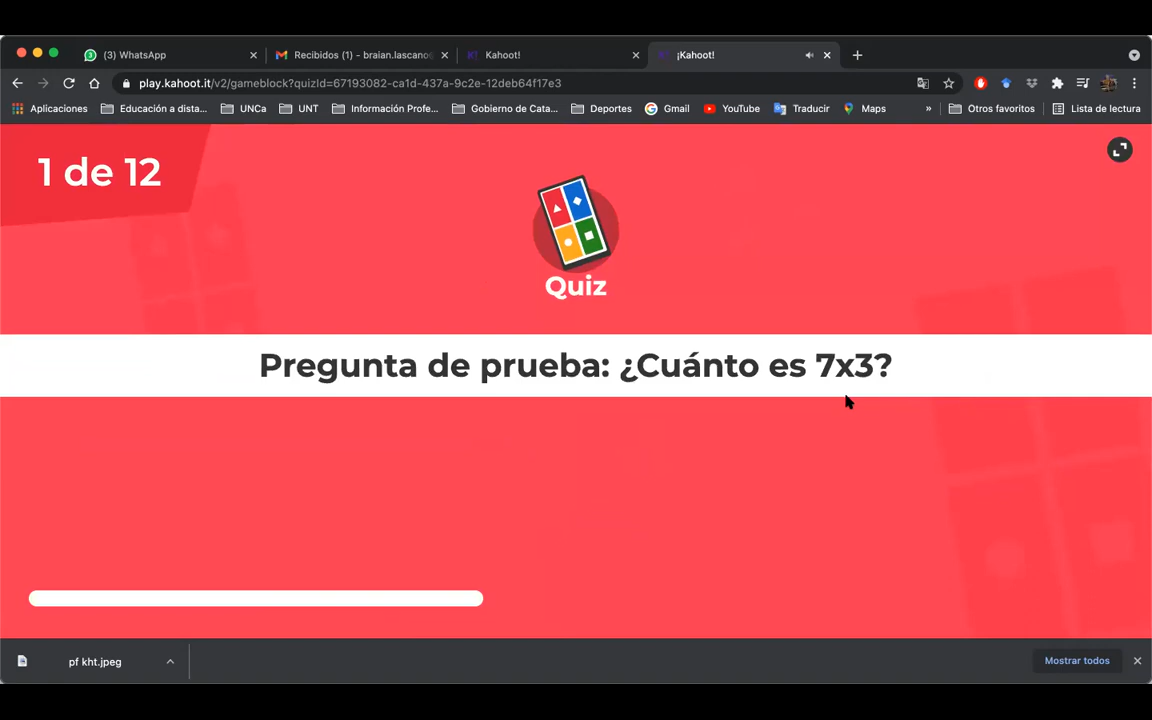 (3) WhatsApp
Recibidos (1) - braian.lascano
Kahoot!
¡Kahoot!
play.kahoot.it/v2/gameblock?quizId=67193082-ca1d-437a-9c2e-12deb64f17e3
Aplicaciones
Educación a dista...
UNCa
UNT
Información Profe...
Gobierno de Cata...
Deportes
Gmail
YouTube
Traducir
Maps
»
Otros favoritos
Lista de lectura
1 de 12
Quiz
Pregunta de prueba: ¿Cuánto es 7x3?
pf kht.jpeg
Mostrar todos